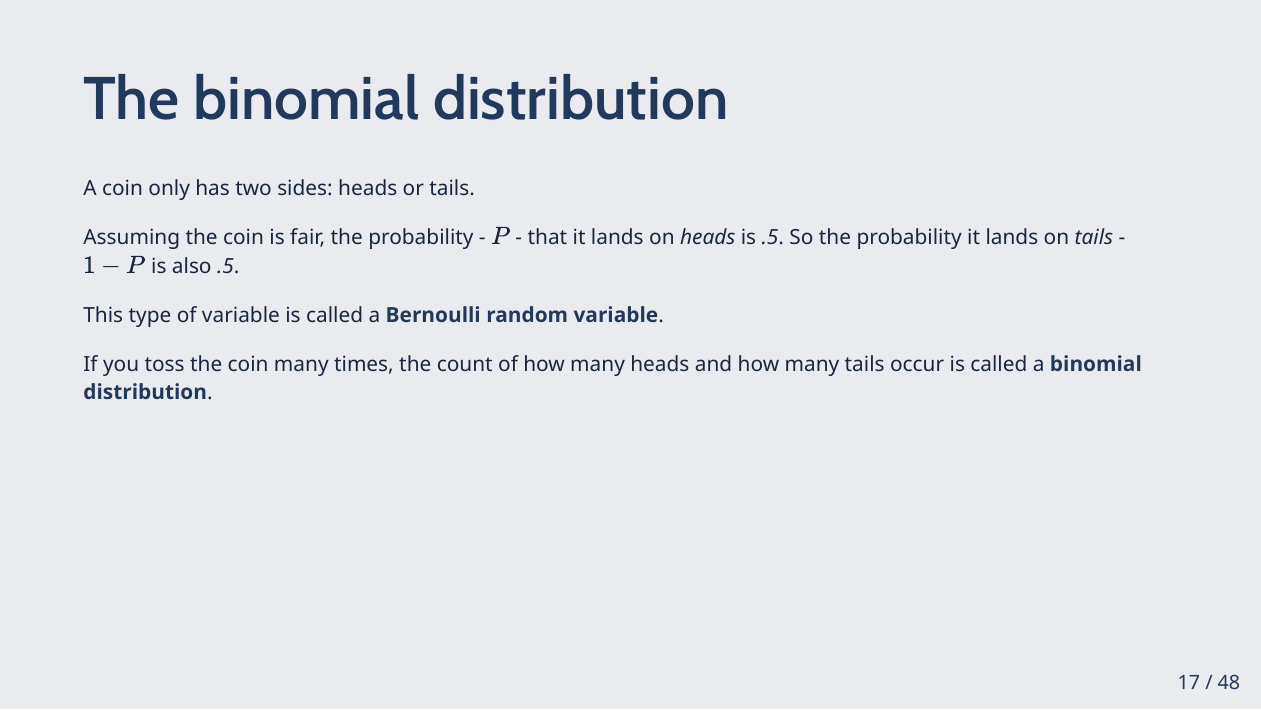 The binomial distribution
A coin only has two sides: heads or tails.
Assuming the coin is fair, the probability - P - that it lands on heads is .5. So the probability it lands on tails -
1 − P is also .5.
This type of variable is called a Bernoulli random variable.
If you toss the coin many times, the count of how many heads and how many tails occur is called a binomial
distribution.
17 / 48